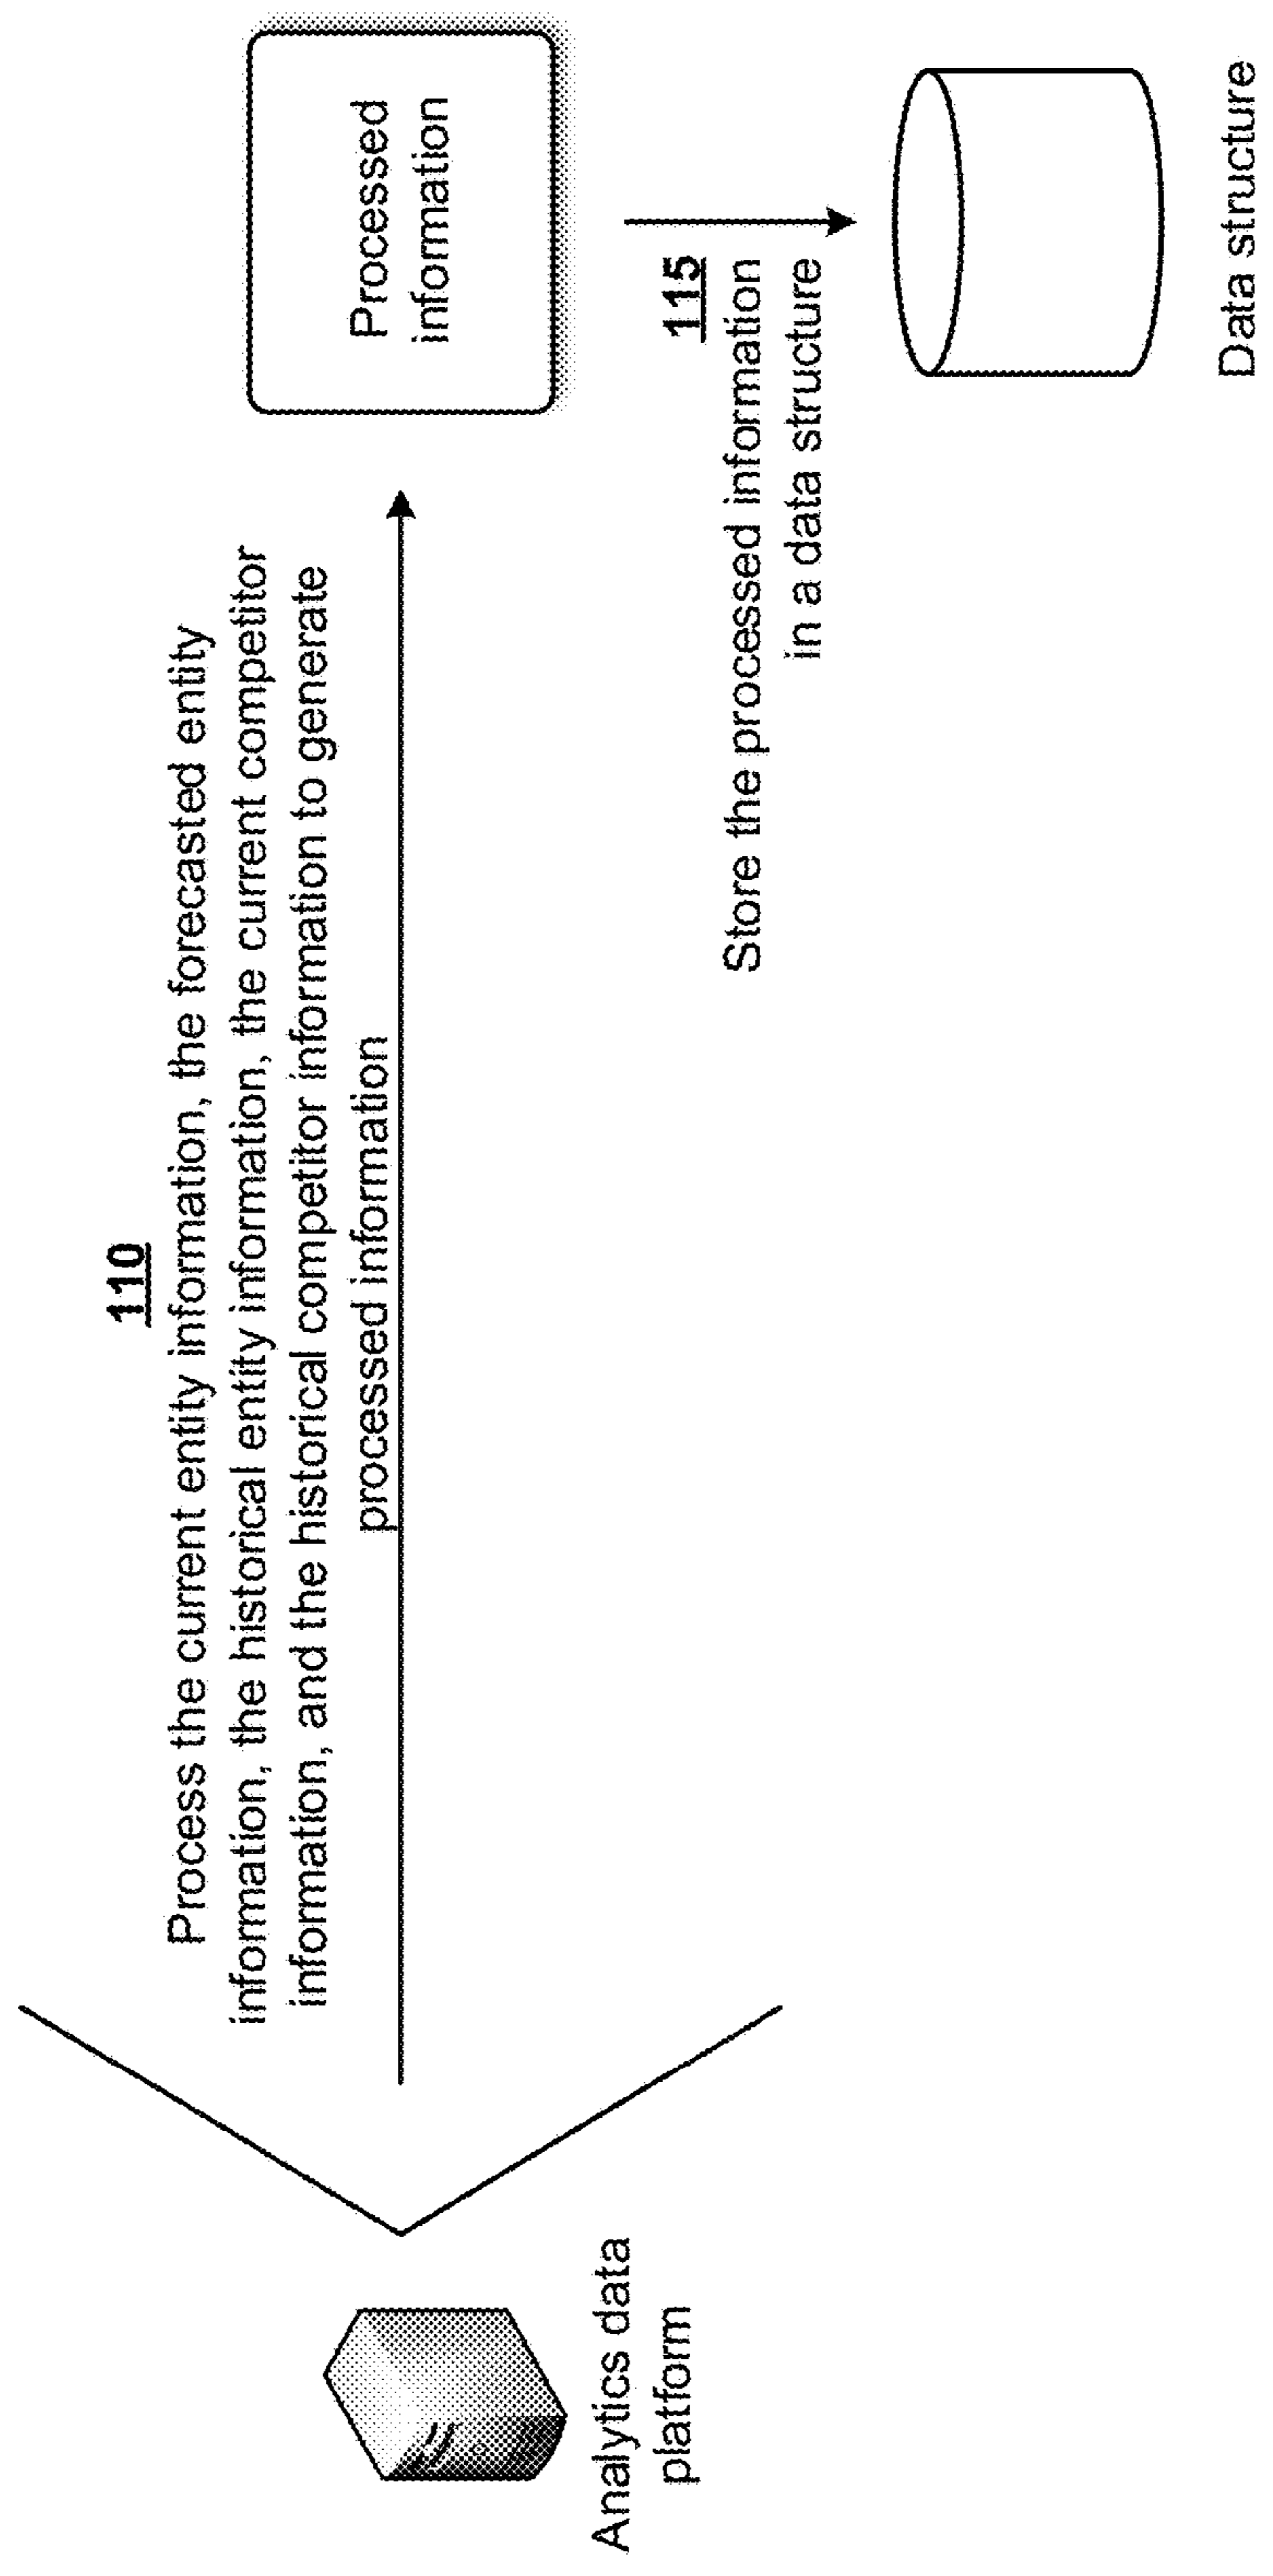 110
Process the current entity information, the forecasted entity
information, the historical entity information, the current competitor
information, and the historical competitor information to generate
processed information
Processed
information
115
Store the processed information
in a data structure
Analytics data
platform
Data structure